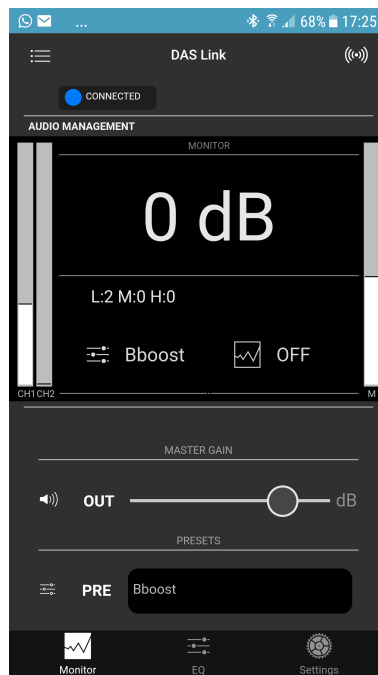 ... 68% 17:25
DAS Link
CONNECTED
AUDIO MANAGEMENT
MONITOR
0 dB
L:2 M:0 H:0
Bboost OFF
CH1 CH2 M
MASTER GAIN
OUT dB
PRESETS
PRE Bboost
Monitor EQ Settings